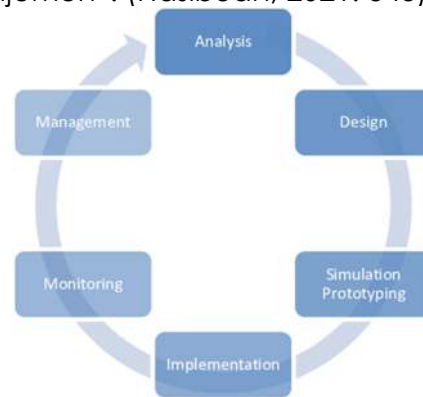 Analysis
Design
Simulation
Prototyping
Implementation
Monitoring
Management